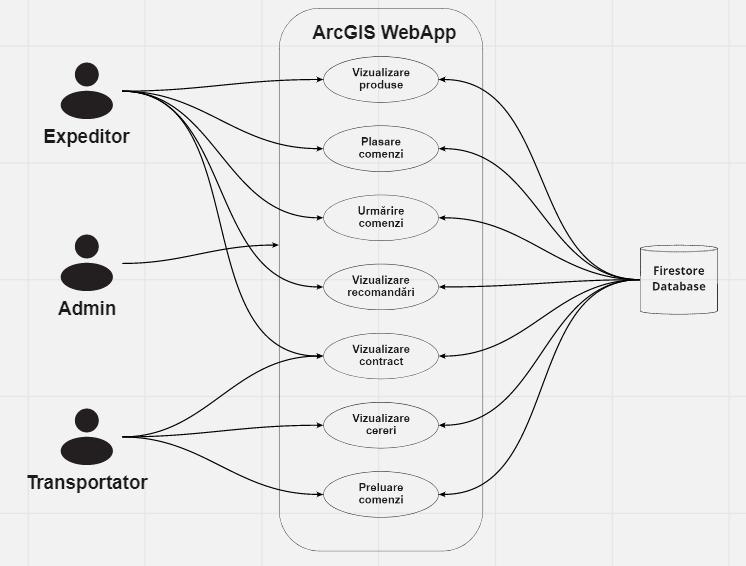 ArcGIS WebApp
Expeditor
Admin
Transportator
Vizualizare
produse
Plasare
comenzi
Urmărire
comenzi
Vizualizare
recomandări
Vizualizare
contract
Vizualizare
cereri
Preluare
comenzi
Firestore
Database